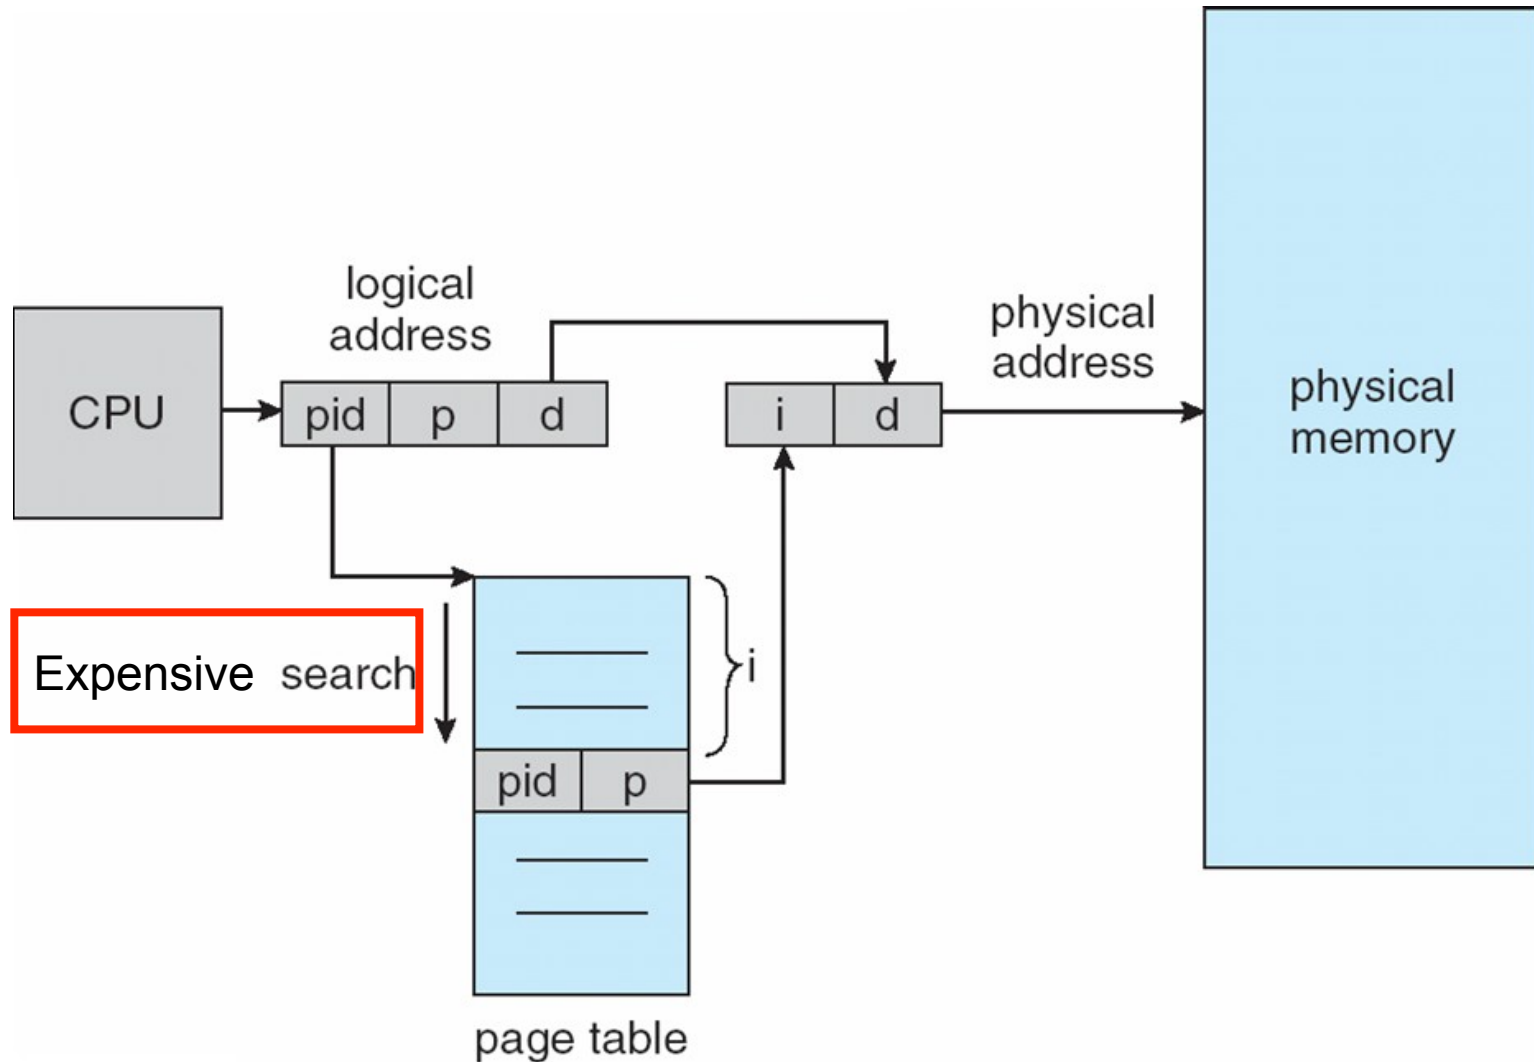 logical
address
physical
address
CPU
pid p d
i d
physical
memory
Expensive search
i
pid p
page table